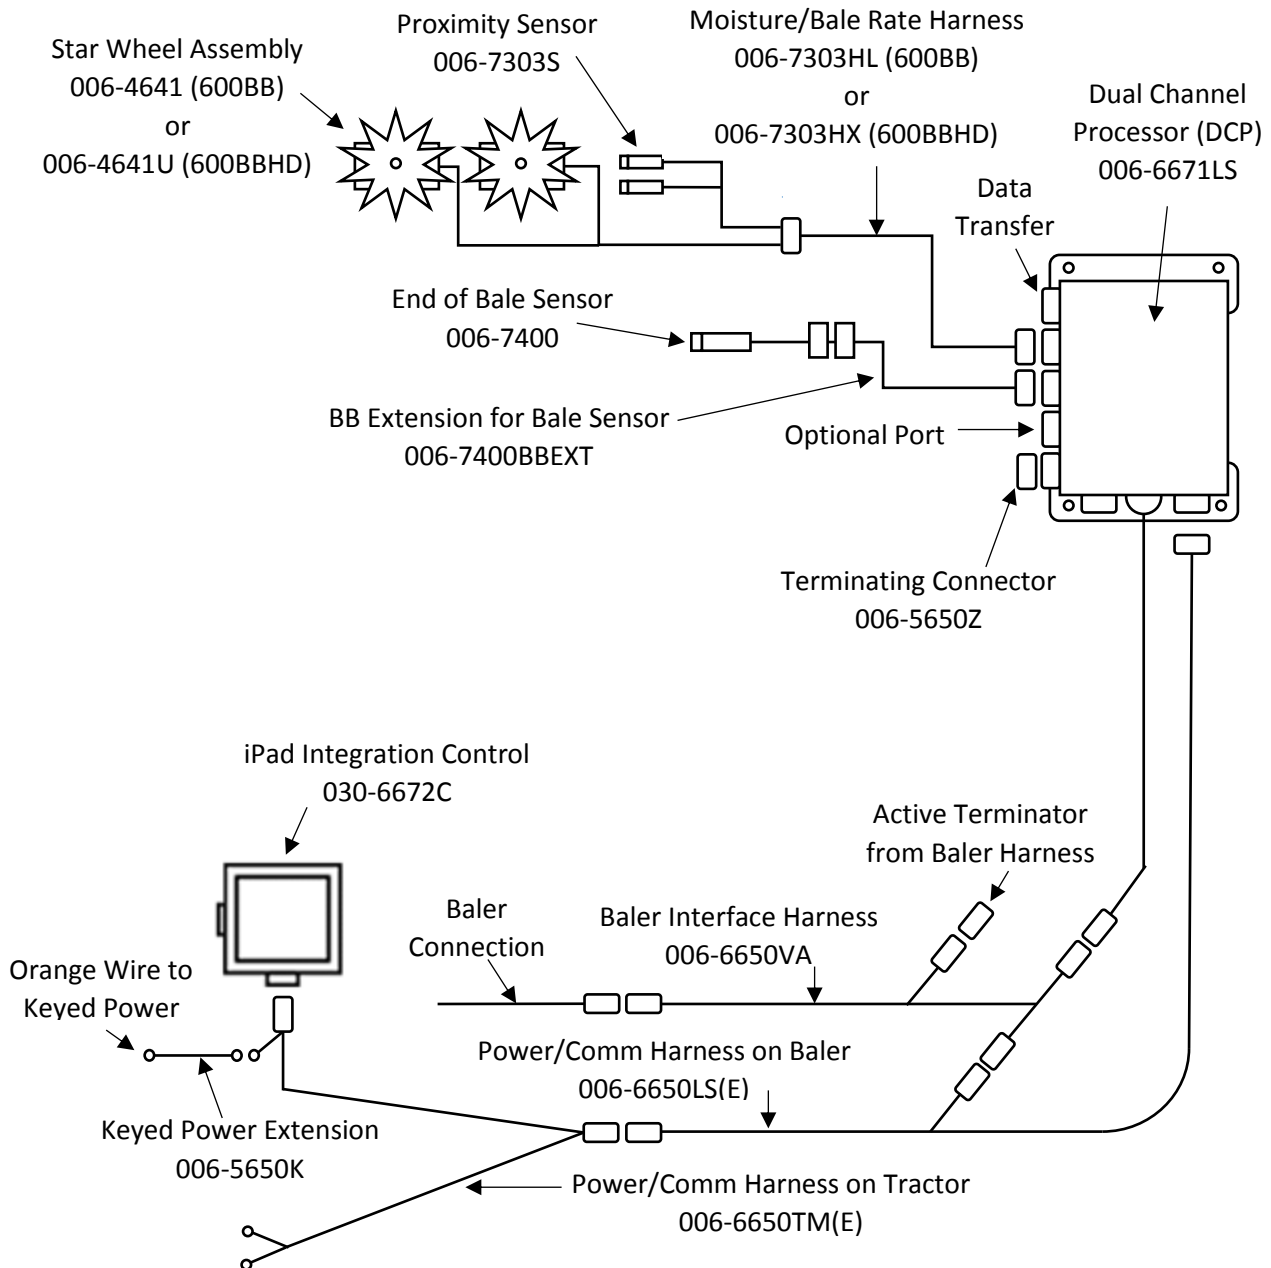 Star Wheel Assembly
006-4641 (600BB)
or
006-4641U (600BBHD)
Proximity Sensor
006-7303S
Moisture/Bale Rate Harness
006-7303HL (600BB)
or
006-7303HX (600BBHD)
Dual Channel
Processor (DCP)
006-6671LS
Data
Transfer
End of Bale Sensor
006-7400
BB Extension for Bale Sensor
006-7400BBEXT
Optional Port
Terminating Connector
006-5650Z
iPad Integration Control
030-6672C
Active Terminator
from Baler Harness
Baler
Connection
Baler Interface Harness
006-6650VA
Orange Wire to
Keyed Power
Power/Comm Harness on Baler
006-6650LS(E)
Keyed Power Extension
006-5650K
Power/Comm Harness on Tractor
006-6650TM(E)